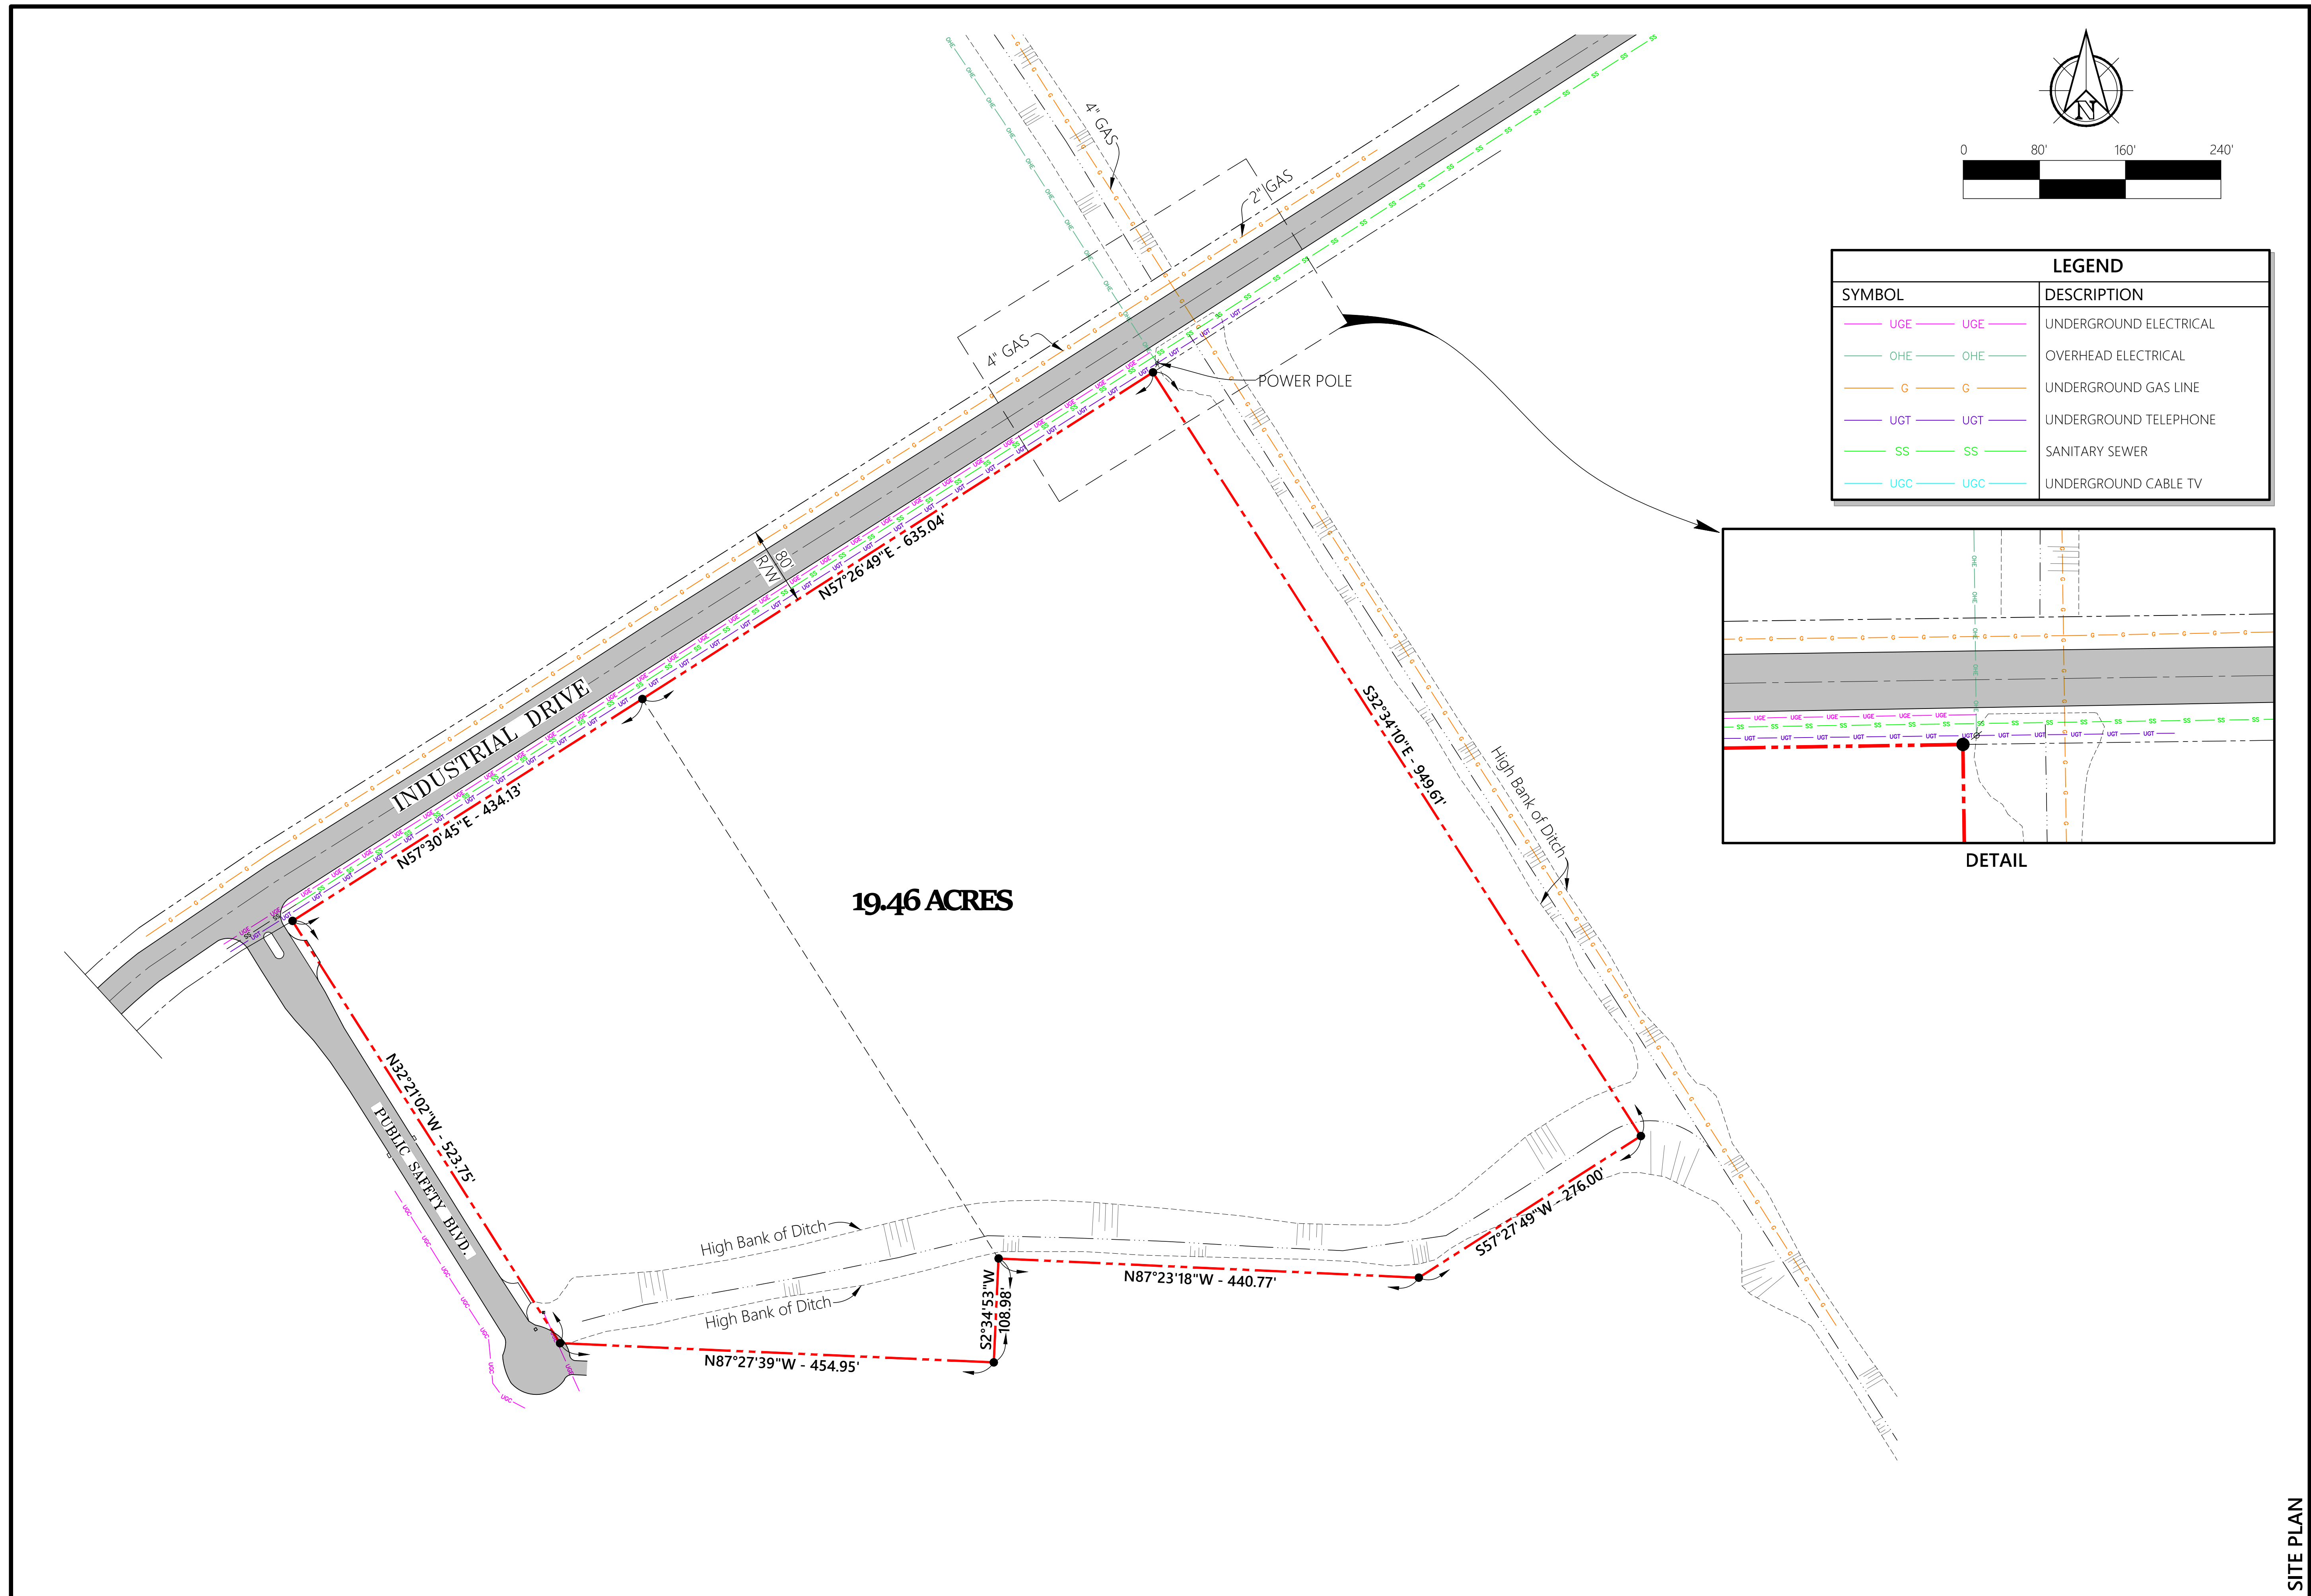 N
0 80' 160' 240'
4" GAS
2" GAS
4" GAS
POWER POLE
LEGEND
SYMBOL DESCRIPTION
UGE UGE UNDERGROUND ELECTRICAL
OHE OHE OVERHEAD ELECTRICAL
G G UNDERGROUND GAS LINE
UGT UGT UNDERGROUND TELEPHONE
SS SS SANITARY SEWER
UGC UGC UNDERGROUND CABLE TV
DETAIL
80'
R/W
N57°26'49"E - 635.04'
INDUSTRIAL DRIVE
N57°30'45"E - 434.13'
S32°34'10"E - 949.61'
High Bank of Ditch
19.46 ACRES
N32°21'02"W - 523.75'
PUBLIC SAFETY BLVD.
High Bank of Ditch
High Bank of Ditch
S57°27'49"W - 276.00'
N87°23'18"W - 440.77'
S2°34'53"W
108.98'
N87°27'39"W - 454.95'
SITE PLAN